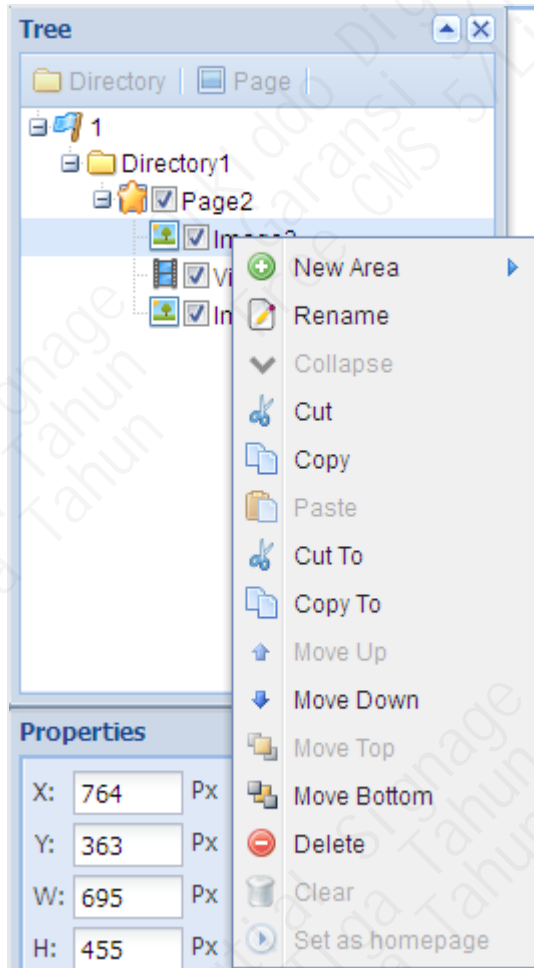 Tree
Directory
Page
1
Directory1
Page2
New Area
Rename
Collapse
Cut
Copy
Paste
Cut To
Copy To
Move Up
Move Down
Move Top
Move Bottom
Delete
Clear
Set as homepage
Properties
X: 764 Px
Y: 363 Px
W: 695 Px
H: 455 Px